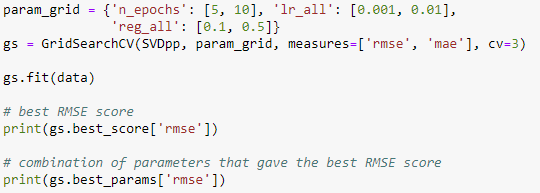 param_grid = {'n_epochs': [5, 10], 'lr_all': [0.001, 0.01],
              'reg_all': [0.1, 0.5]}
gs = GridSearchCV(SVDpp, param_grid, measures=['rmse', 'mae'], cv=3)
gs.fit(data)
# best RMSE score
print(gs.best_score['rmse'])
# combination of parameters that gave the best RMSE score
print(gs.best_params['rmse'])